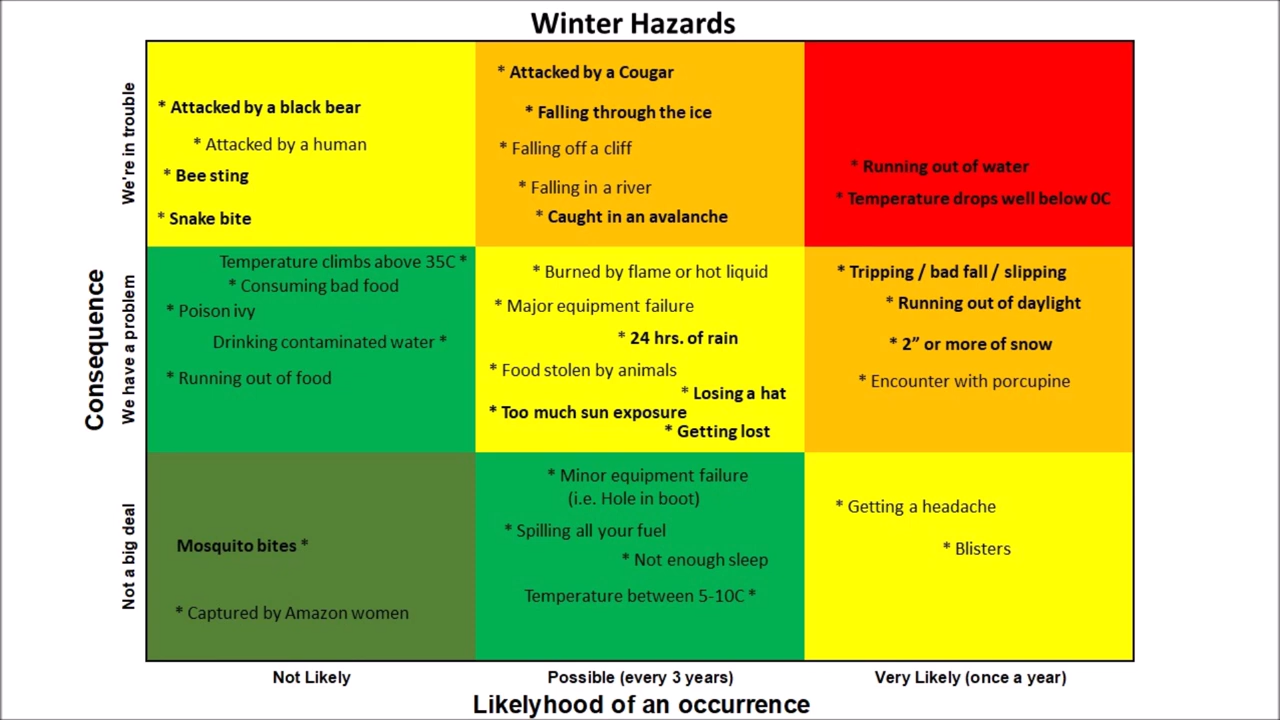 Winter Hazards
Consequence
We're in trouble
* Attacked by a black bear
* Attacked by a human
* Bee sting
* Snake bite
* Attacked by a Cougar
* Falling through the ice
* Falling off a cliff
* Falling in a river
* Caught in an avalanche
* Running out of water
* Temperature drops well below 0C
We have a problem
Temperature climbs above 35C *
* Consuming bad food
* Poison ivy
Drinking contaminated water *
* Running out of food
* Burned by flame or hot liquid
* Major equipment failure
* 24 hrs. of rain
* Food stolen by animals
* Losing a hat
* Too much sun exposure
* Getting lost
* Tripping / bad fall / slipping
* Running out of daylight
* 2” or more of snow
* Encounter with porcupine
Not a big deal
Mosquito bites *
* Captured by Amazon women
* Minor equipment failure
(i.e. Hole in boot)
* Spilling all your fuel
* Not enough sleep
Temperature between 5-10C *
* Getting a headache
* Blisters
Not Likely
Possible (every 3 years)
Very Likely (once a year)
Likelyhood of an occurrence